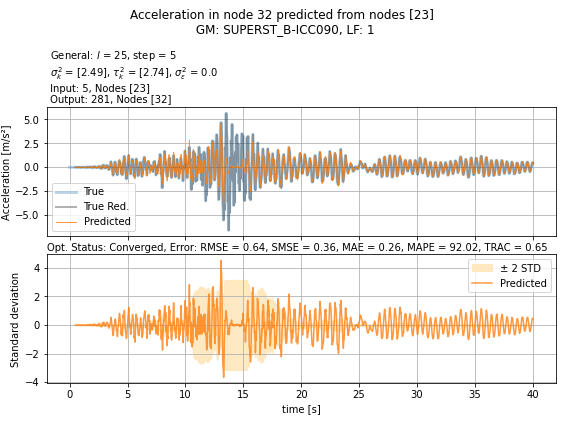 Acceleration in node 32 predicted from nodes [23]
GM: SUPERST_B-ICC090, LF: 1
General: l = 25, step = 5
σ²ₖ = [2.49], τ²ₖ = [2.74], σ²ε = 0.0
Input: 5, Nodes [23]
Output: 281, Nodes [32]
Acceleration [m/s²]
5.0
2.5
0.0
−2.5
−5.0
True
True Red.
Predicted
Opt. Status: Converged, Error: RMSE = 0.64, SMSE = 0.36, MAE = 0.26, MAPE = 92.02, TRAC = 0.65
Standard deviation
4
2
0
−2
−4
± 2 STD
Predicted
0 5 10 15 20 25 30 35 40
time [s]